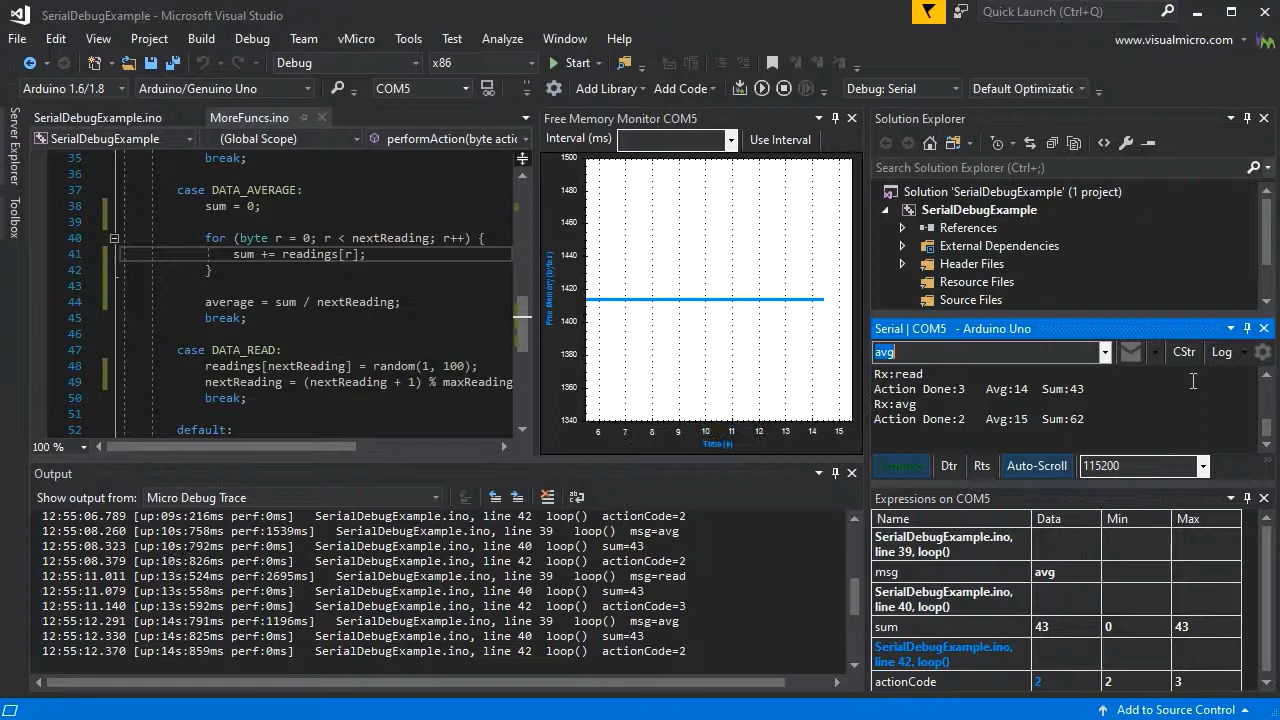 SerialDebugExample - Microsoft Visual Studio
Quick Launch (Ctrl+Q)
File Edit View Project Build Debug Team vMicro Tools Test Analyze Window Help
www.visualmicro.com
Debug x86 Start
Arduino 1.6/1.8 Arduino/Genuino Uno COM5 Add Library Add Code Debug: Serial Default Optimizatic
Server Explorer
Toolbox
SerialDebugExample.ino MoreFuncs.ino
SerialDebugExample (Global Scope) performAction(byte actio
35 break;
36
37 case DATA_AVERAGE:
38 sum = 0;
39
40 for (byte r = 0; r < nextReading; r++) {
41 sum += readings[r];
42 }
43
44 average = sum / nextReading;
45 break;
46
47 case DATA_READ:
48 readings[nextReading] = random(1, 100);
49 nextReading = (nextReading + 1) % maxReading
50 break;
51
52 default:
100 %
Free Memory Monitor COM5
Interval (ms) Use Interval
1500
1480
1460
1440
1420
1400
1380
1360
1340
Free Memory (bytes)
6 7 8 9 10 11 12 13 14 15
Time (s)
Solution Explorer
Search Solution Explorer (Ctrl+;)
Solution 'SerialDebugExample' (1 project)
SerialDebugExample
References
External Dependencies
Header Files
Resource Files
Source Files
Serial | COM5 - Arduino Uno
avg CStr Log
Rx:read
Action Done:3 Avg:14 Sum:43
Rx:avg
Action Done:2 Avg:15 Sum:62
Connect Dtr Rts Auto-Scroll 115200
Output
Show output from: Micro Debug Trace
12:55:06.789 [up:09s:216ms perf:0ms] SerialDebugExample.ino, line 42 loop() actionCode=2
12:55:08.260 [up:10s:758ms perf:1539ms] SerialDebugExample.ino, line 39 loop() msg=avg
12:55:08.323 [up:10s:792ms perf:0ms] SerialDebugExample.ino, line 40 loop() sum=43
12:55:08.379 [up:10s:826ms perf:0ms] SerialDebugExample.ino, line 42 loop() actionCode=2
12:55:11.011 [up:13s:524ms perf:2695ms] SerialDebugExample.ino, line 39 loop() msg=read
12:55:11.079 [up:13s:558ms perf:0ms] SerialDebugExample.ino, line 40 loop() sum=43
12:55:11.140 [up:13s:592ms perf:0ms] SerialDebugExample.ino, line 42 loop() actionCode=3
12:55:12.291 [up:14s:791ms perf:1196ms] SerialDebugExample.ino, line 39 loop() msg=avg
12:55:12.330 [up:14s:825ms perf:0ms] SerialDebugExample.ino, line 40 loop() sum=43
12:55:12.370 [up:14s:859ms perf:0ms] SerialDebugExample.ino, line 42 loop() actionCode=2
Expressions on COM5
Name Data Min Max
SerialDebugExample.ino,
line 39, loop()
msg avg
SerialDebugExample.ino,
line 40, loop()
sum 43 0 43
SerialDebugExample.ino,
line 42, loop()
actionCode 2 2 3
Add to Source Control